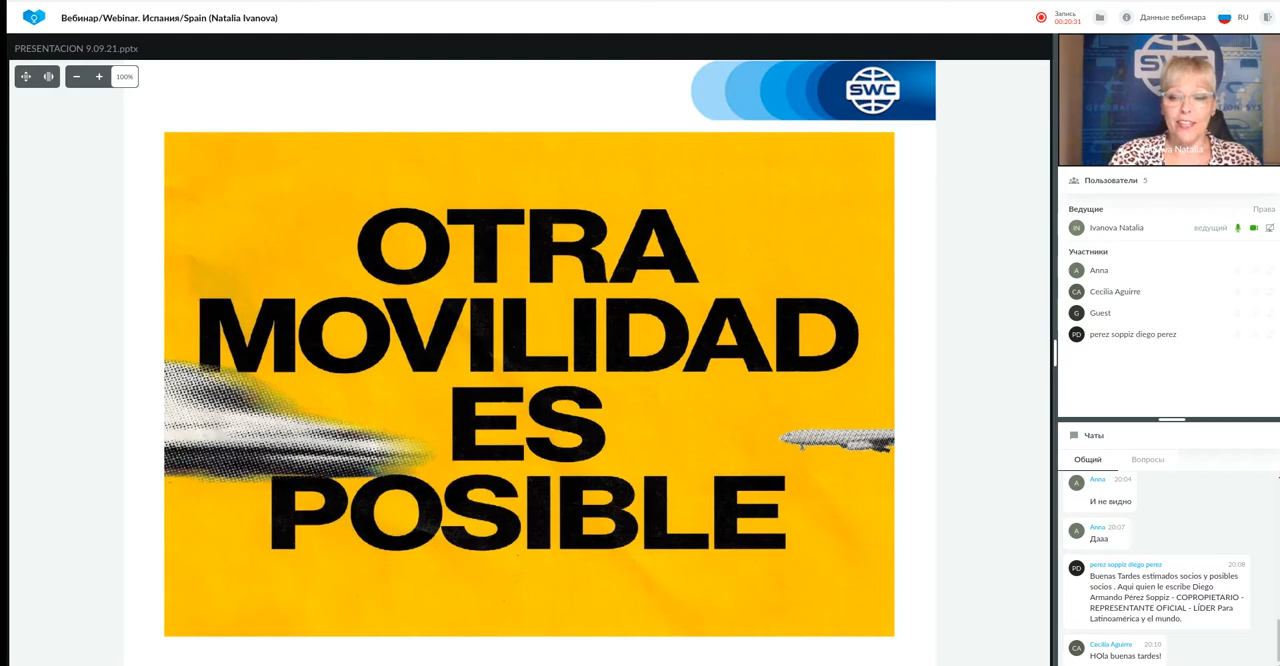 Вебинар/Webinar. Испания/Spain (Natalia Ivanova)
Запись
00:20:31
Данные вебинара
RU
PRESENTACION 9.09.21.pptx
100%
SWC
OTRA
MOVILIDAD
ES
POSIBLE
SWC
Natalia
Пользователи 5
Ведущие Права
IN Ivanova Natalia ведущий
Участники
A Anna
CA Cecilia Aguirre
G Guest
PD perez soppiz diego perez
Чаты
Общий Вопросы
A Anna 20:04
И не видно
A Anna 20:07
Дааа
PD perez soppiz diego perez 20:08
Buenas Tardes estimados socios y posibles
socios . Aqui quien le escribe Diego
Armando Pérez Soppiz - COPROPIETARIO -
REPRESENTANTE OFICIAL - LÍDER Para
Latinoamérica y el mundo.
CA Cecilia Aguirre 20:10
HOla buenas tardes!